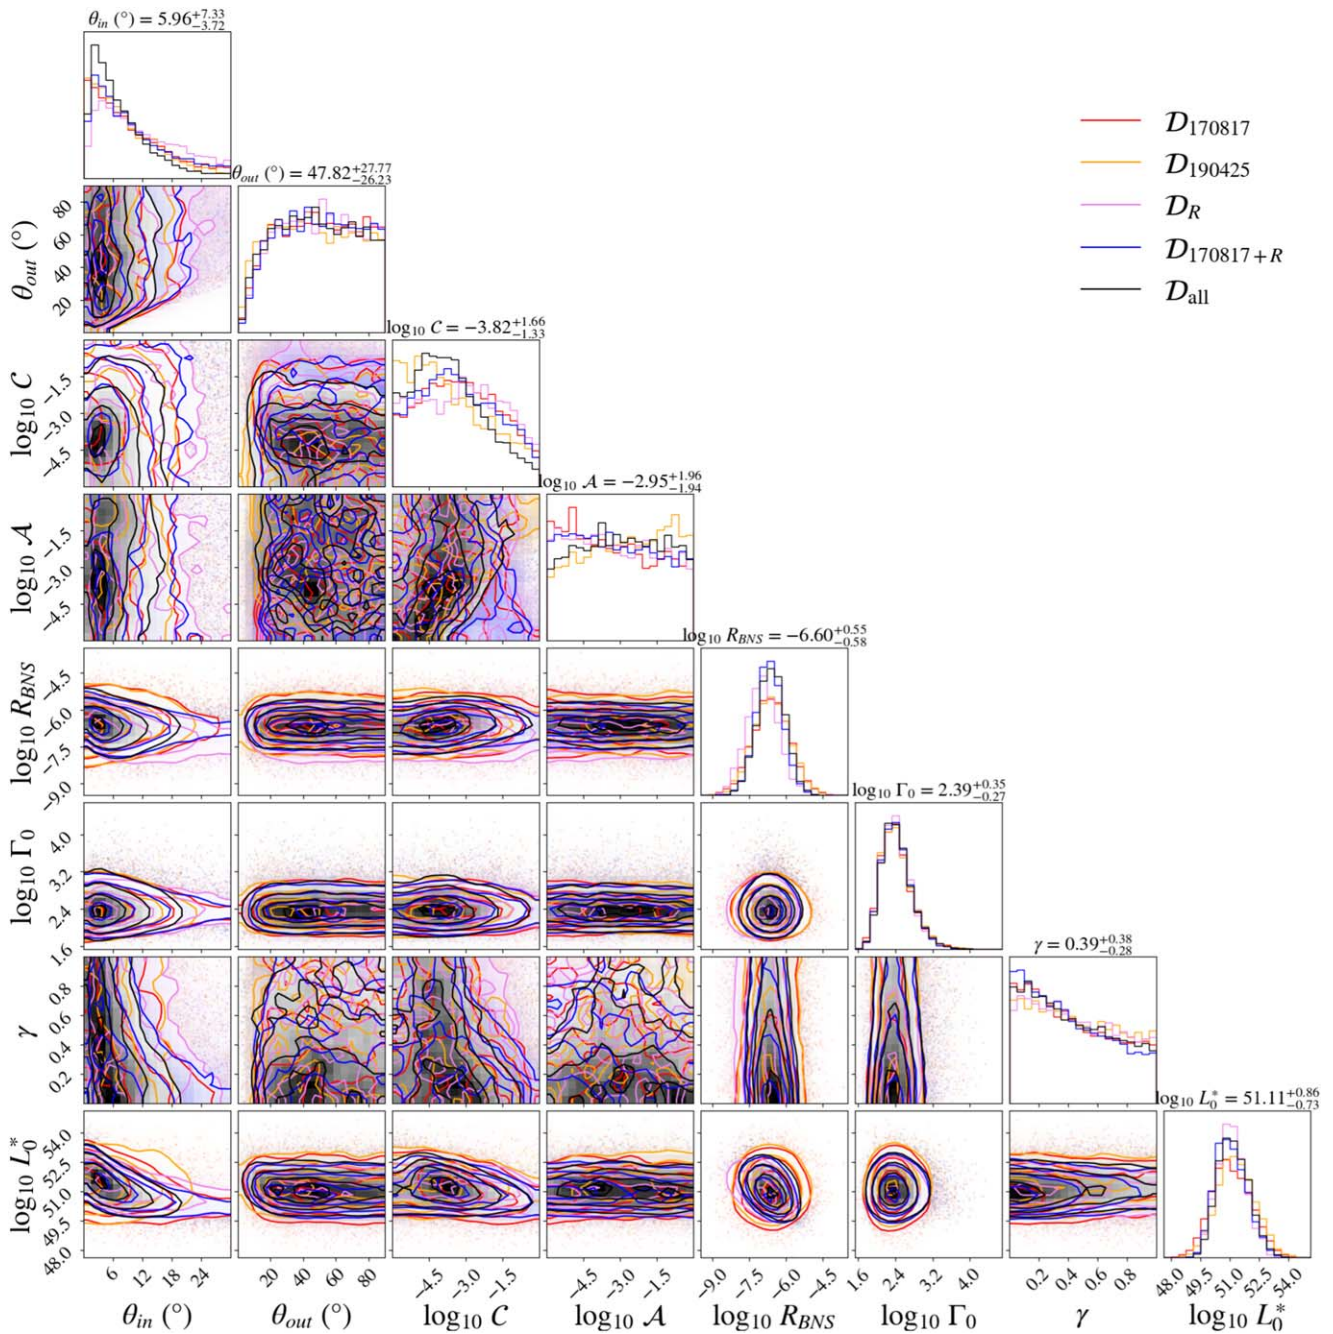 θ_in (°) = 5.96^{+7.33}_{−3.72}
𝒟_170817
𝒟_190425
𝒟_R
𝒟_{170817+R}
𝒟_all
θ_out (°) = 47.82^{+27.77}_{−26.23}
θ_out (°)
80
60
40
20
log10 𝒞 = −3.82^{+1.66}_{−1.33}
log10 𝒞
−1.5
−3.0
−4.5
log10 𝒜 = −2.95^{+1.96}_{−1.94}
log10 𝒜
−1.5
−3.0
−4.5
log10 R_BNS = −6.60^{+0.55}_{−0.58}
log10 R_BNS
−4.5
−6.0
−7.5
−9.0
log10 Γ0 = 2.39^{+0.35}_{−0.27}
log10 Γ0
4.0
3.2
2.4
1.6
γ = 0.39^{+0.38}_{−0.28}
γ
0.8
0.6
0.4
0.2
log10 L_0^* = 51.11^{+0.86}_{−0.73}
log10 L_0^*
54.0
52.5
51.0
49.5
48.0
6 12 18 24 20 40 60 80 −4.5 −3.0 −1.5 −4.5 −3.0 −1.5 −9.0 −7.5 −6.0 −4.5 1.6 2.4 3.2 4.0 0.2 0.4 0.6 0.8 48.0 49.5 51.0 52.5 54.0
θ_in (°) θ_out (°) log10 𝒞 log10 𝒜 log10 R_BNS log10 Γ0 γ log10 L_0^*